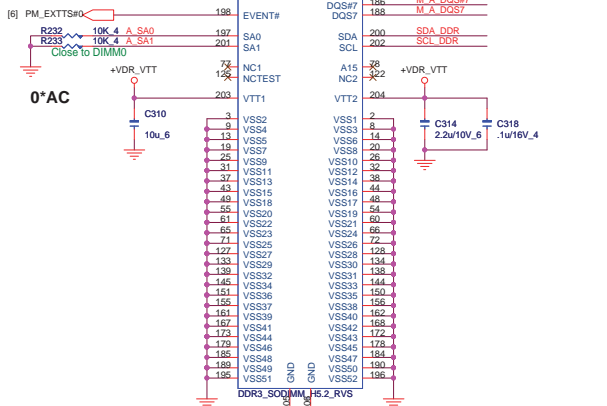 186 M_A_DQS#7
DQS#7
[6] PM_EXTTS#0 198 EVENT# DQS7 188 M_A_DQS7
R232 10K_4 A_SA0 197 SA0 SDA 200 SDA_DDR
R233 10K_4 A_SA1 201 SA1 SCL 202 SCL_DDR
Close to DIMM0
77 NC1 A15 78
125 NCTEST NC2 122
+VDR_VTT +VDR_VTT
203 VTT1 VTT2 204
0*AC
C310
10u_6
C314
2.2u/10V_6
C318
.1u/16V_4
3 VSS2 VSS1 2
9 VSS4 VSS3 8
13 VSS5 VSS6 14
19 VSS7 VSS8 20
25 VSS9 VSS10 26
31 VSS11 VSS12 32
37 VSS13 VSS14 38
43 VSS15 VSS16 44
49 VSS18 VSS17 48
55 VSS20 VSS19 54
61 VSS22 VSS21 60
65 VSS23 VSS24 66
71 VSS25 VSS26 72
127 VSS27 VSS28 128
133 VSS29 VSS30 134
139 VSS32 VSS31 138
145 VSS34 VSS33 144
151 VSS36 VSS35 150
155 VSS37 VSS38 156
161 VSS39 VSS40 162
167 VSS41 VSS42 168
173 VSS44 VSS43 172
179 VSS46 VSS45 178
185 VSS48 VSS47 184
189 VSS49 VSS50 190
195 VSS51 VSS52 196
GND GND
DDR3_SODIMM_H5.2_RVS